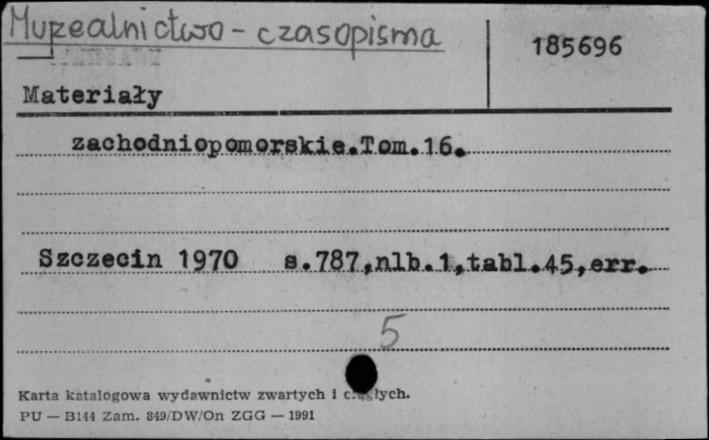 Muzealnictwo - czasopisma
185696
Materiały
zachodniopomorskie.Tom.16.
Szczecin 1970 s.787,nlb.1,tabl.45,err.
5
Karta katalogowa wydawnictw zwartych i
PU — B144 Zam. 849/DW/On ZGG — 1991